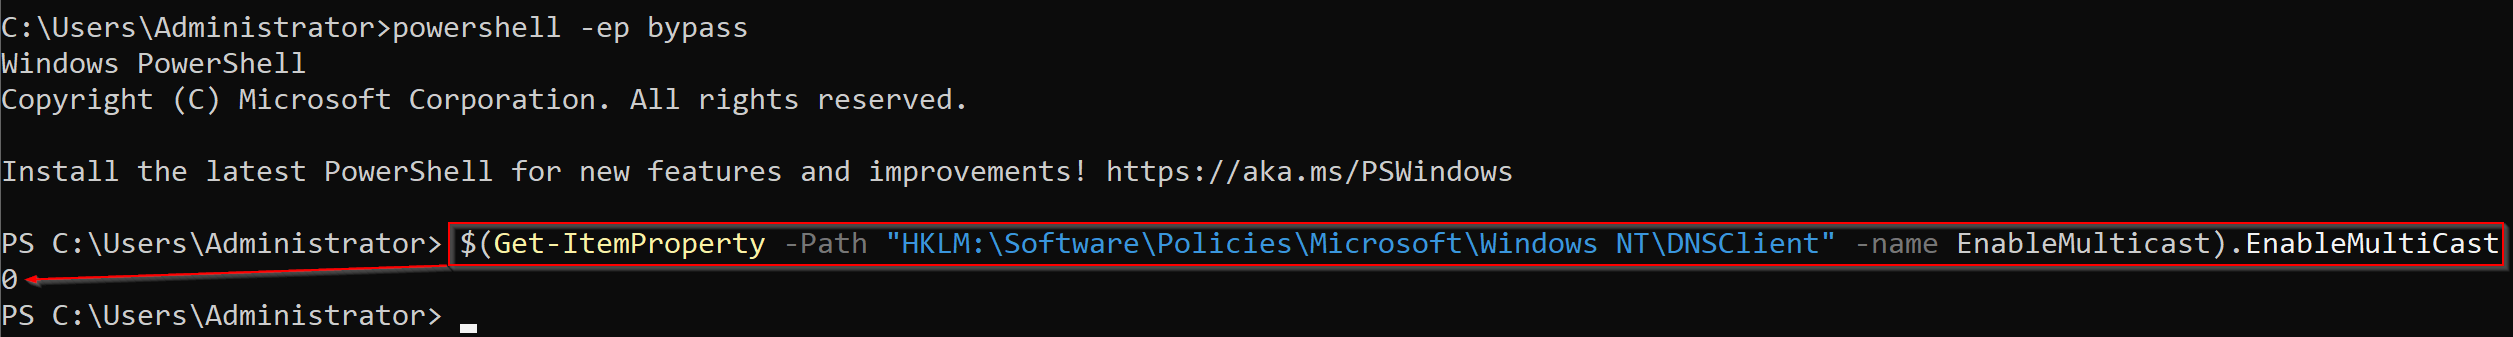 C:\Users\Administrator>powershell -ep bypass
Windows PowerShell
Copyright (C) Microsoft Corporation. All rights reserved.
Install the latest PowerShell for new features and improvements! https://aka.ms/PSWindows
PS C:\Users\Administrator> $(Get-ItemProperty -Path "HKLM:\Software\Policies\Microsoft\Windows NT\DNSClient" -name EnableMulticast).EnableMultiCast
0
PS C:\Users\Administrator>